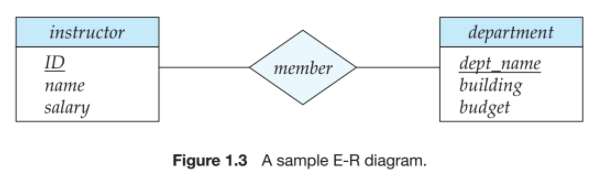 instructor
ID
name
salary
member
department
dept_name
building
budget
Figure 1.3 A sample E-R diagram.